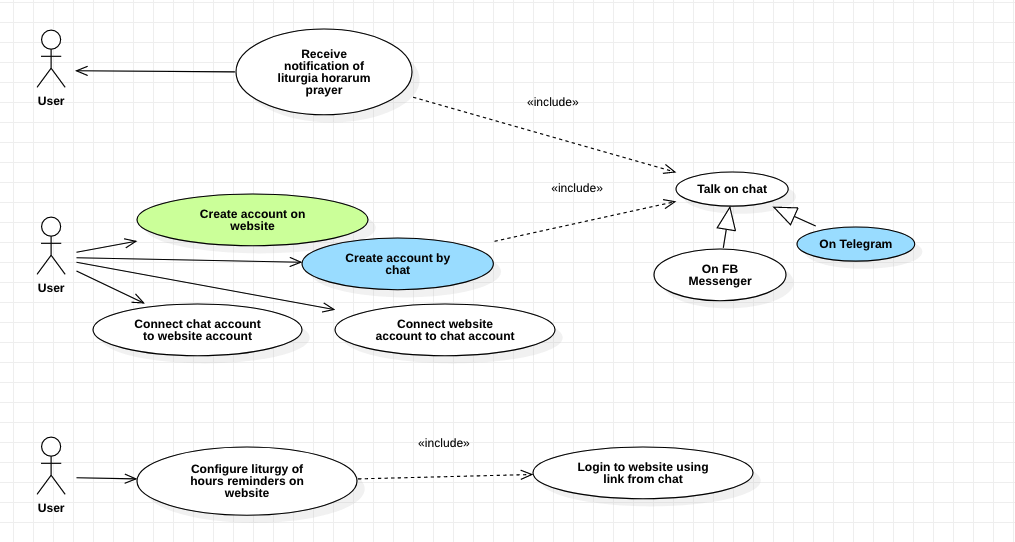 Receive
notification of
liturgia horarum
prayer
User
«include»
Talk on chat
«include»
Create account on
website
On Telegram
Create account by
chat
On FB
Messenger
User
Connect chat account
to website account
Connect website
account to chat account
«include»
Configure liturgy of
hours reminders on
website
Login to website using
link from chat
User